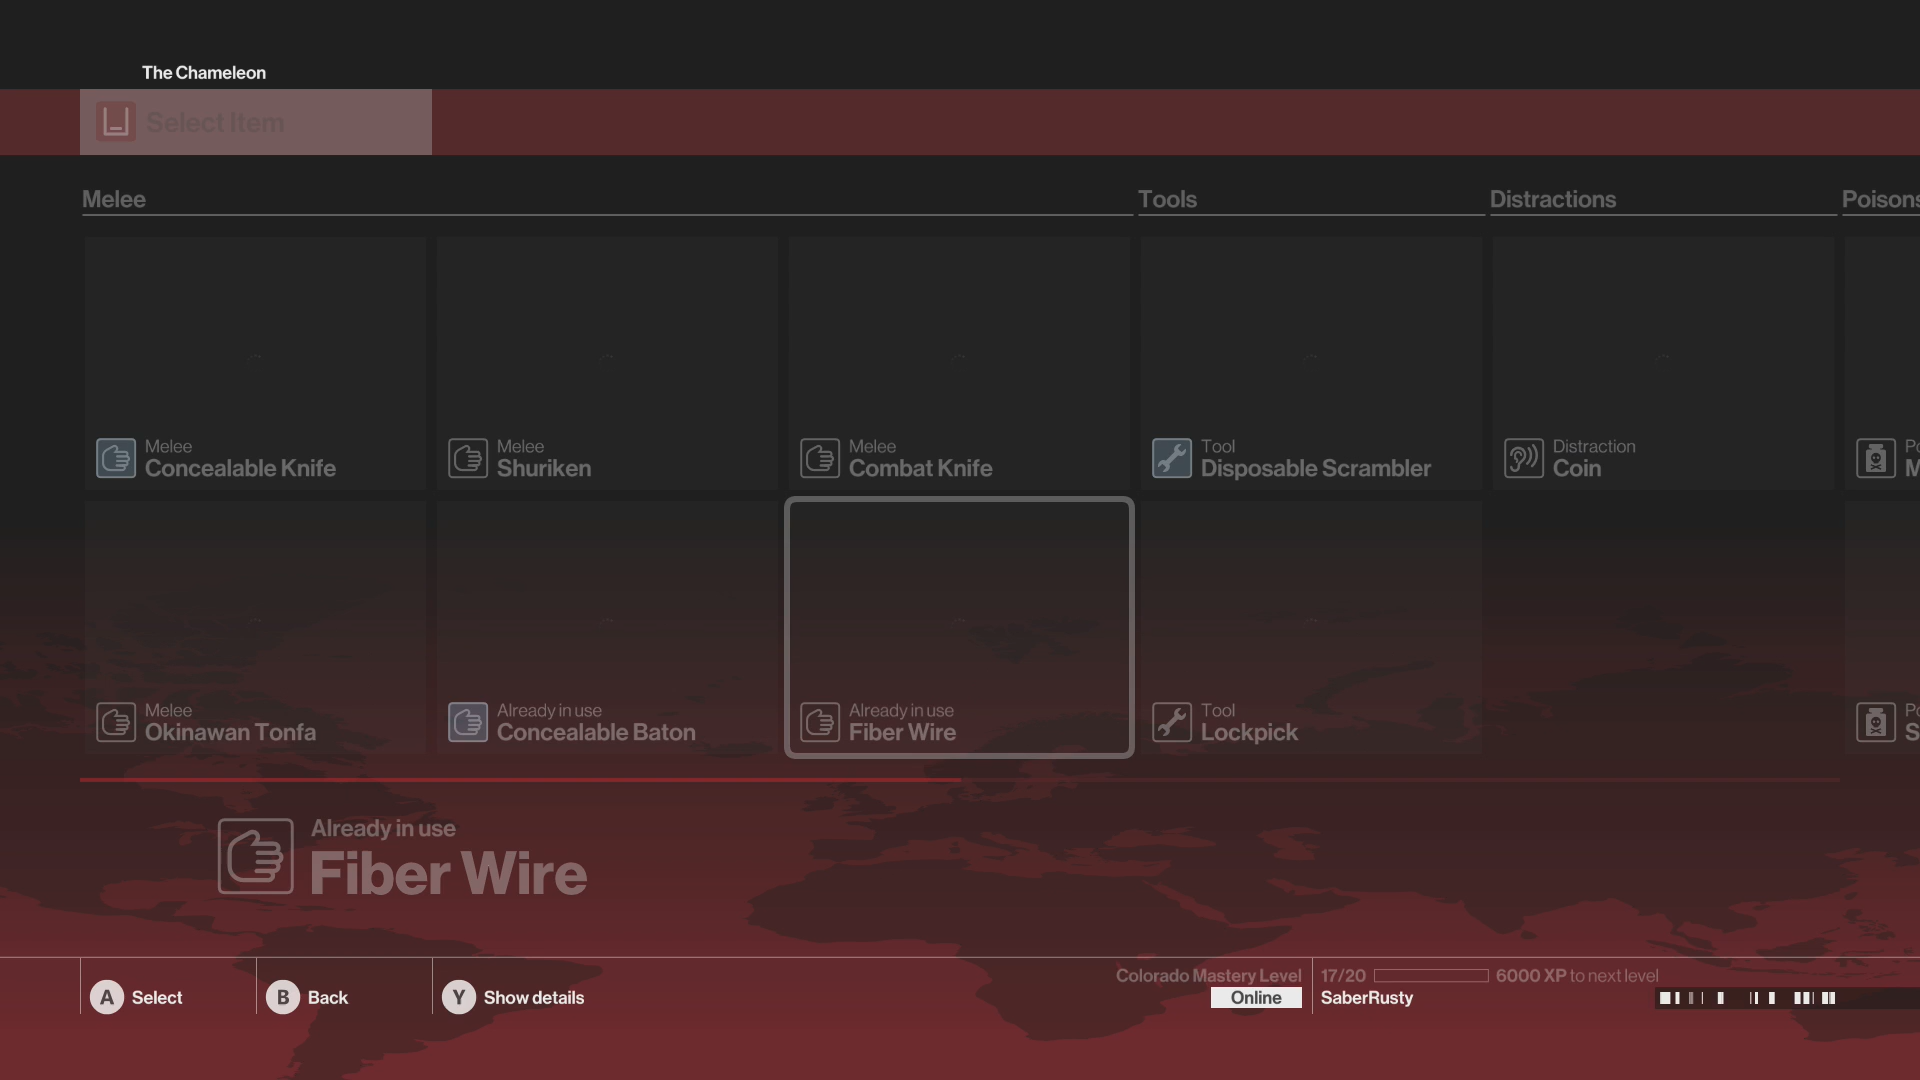 The Chameleon
Select Item
Melee
Tools
Distractions
Poisons
Melee
Concealable Knife
Melee
Shuriken
Melee
Combat Knife
Tool
Disposable Scrambler
Distraction
Coin
Po
M
Melee
Okinawan Tonfa
Already in use
Concealable Baton
Already in use
Fiber Wire
Tool
Lockpick
Po
S
Already in use
Fiber Wire
A Select
B Back
Y Show details
Colorado Mastery Level 17/20 6000 XP to next level
Online SaberRusty